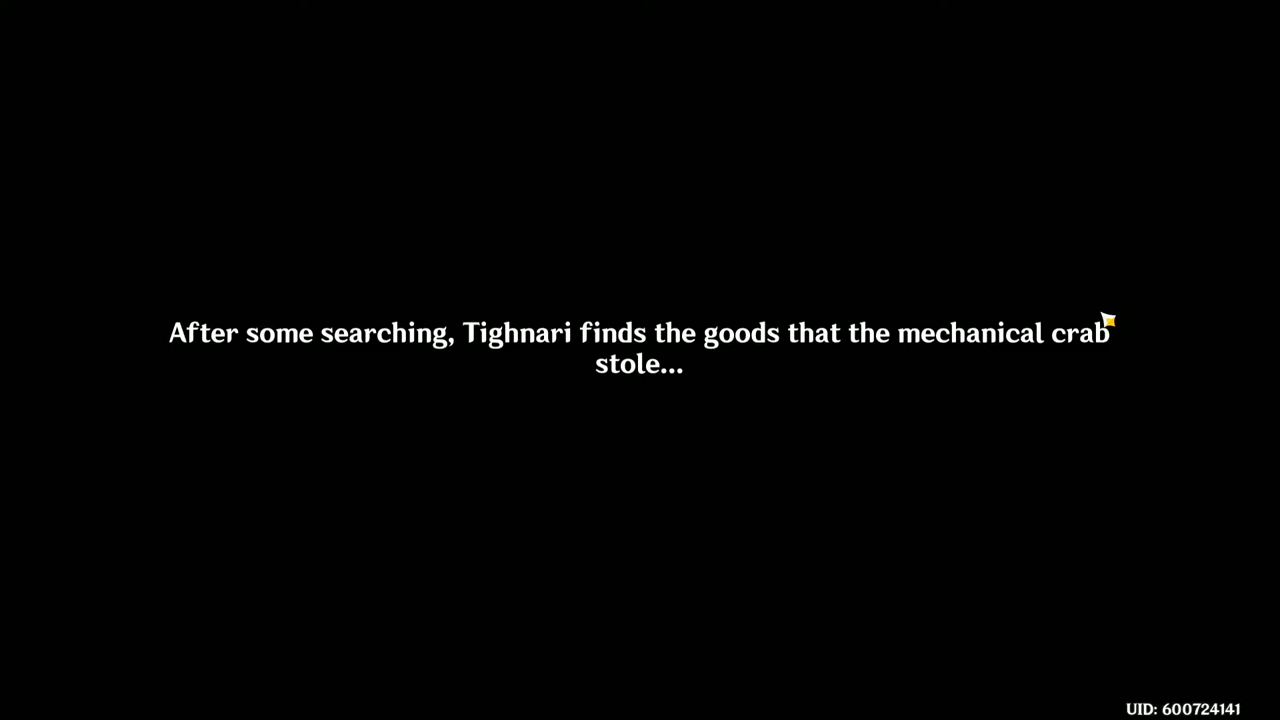 After some searching, Tighnari finds the goods that the mechanical crab
stole...
UID: 600724141